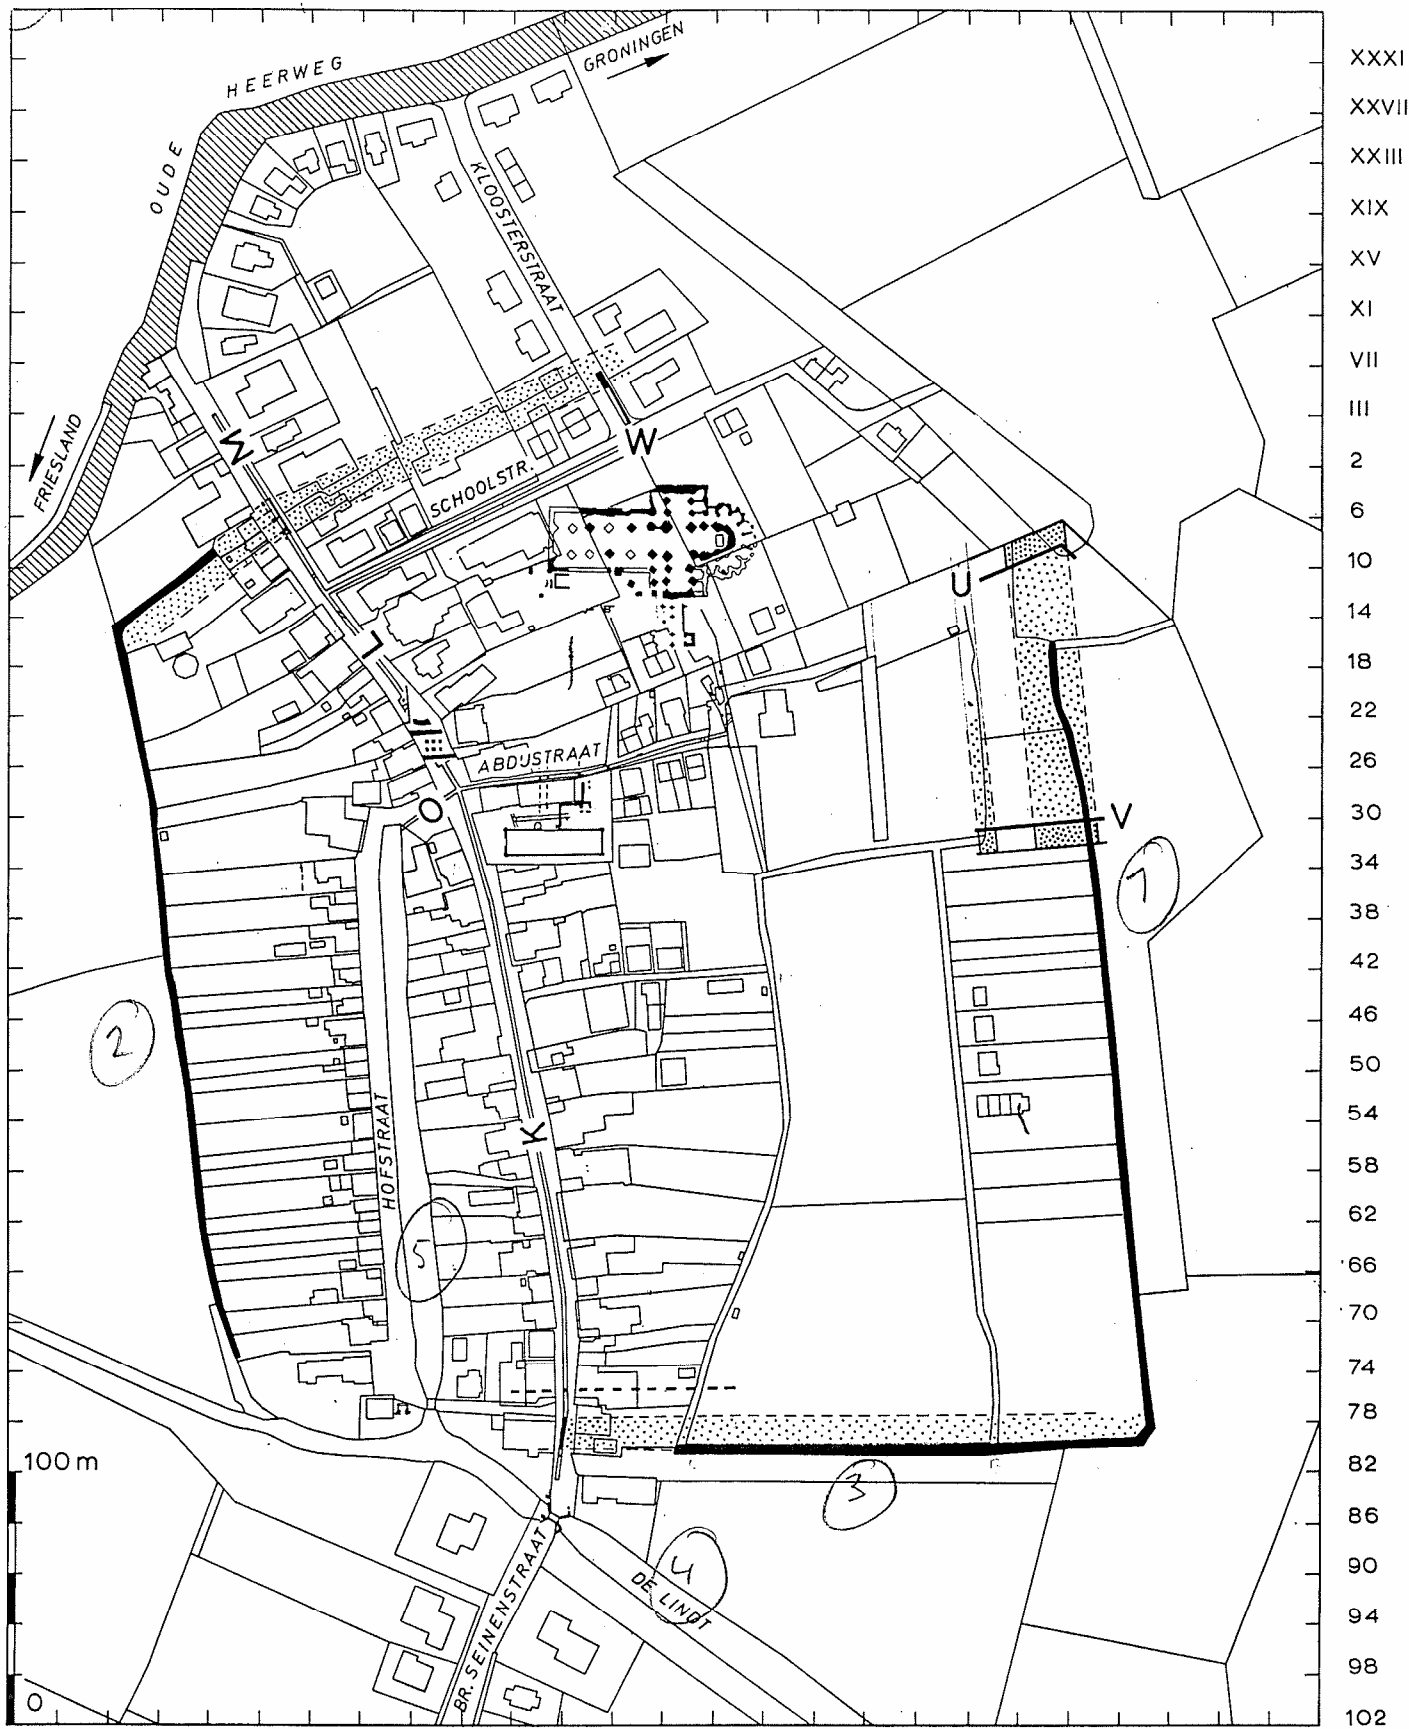 HEERWEG
GRONINGEN
OUDE
KLOOSTERSTRAAT
FRIESLAND
M
W
SCHOOLSTR.
U
L
ABDIJSTRAAT
O
V
1
2
K
HOFSTRAAT
5
3
4
DE LINDT
BR. SEINENSTRAAT
100 m
0
XXXI
XXVII
XXIII
XIX
XV
XI
VII
III
2
6
10
14
18
22
26
30
34
38
42
46
50
54
58
62
66
70
74
78
82
86
90
94
98
102